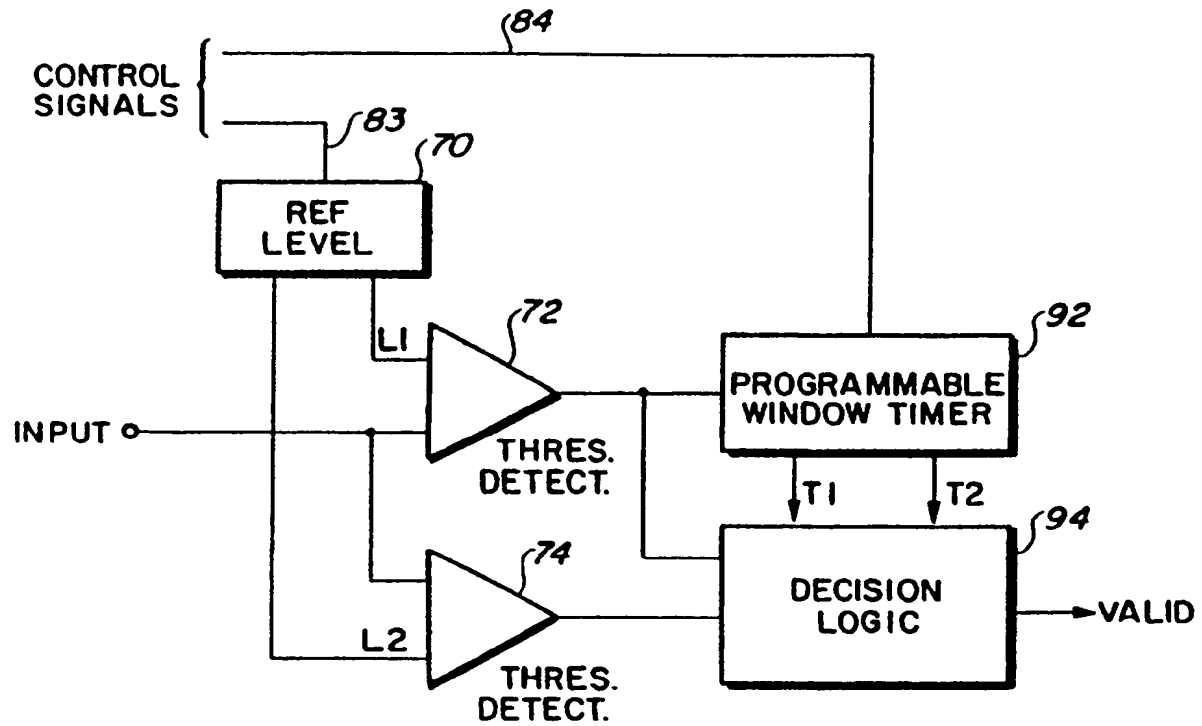 84
CONTROL
SIGNALS
83
70
REF
LEVEL
L1
72
92
PROGRAMMABLE
WINDOW TIMER
INPUT
THRES.
DETECT.
T1
T2
94
74
DECISION
LOGIC
VALID
L2
THRES.
DETECT.